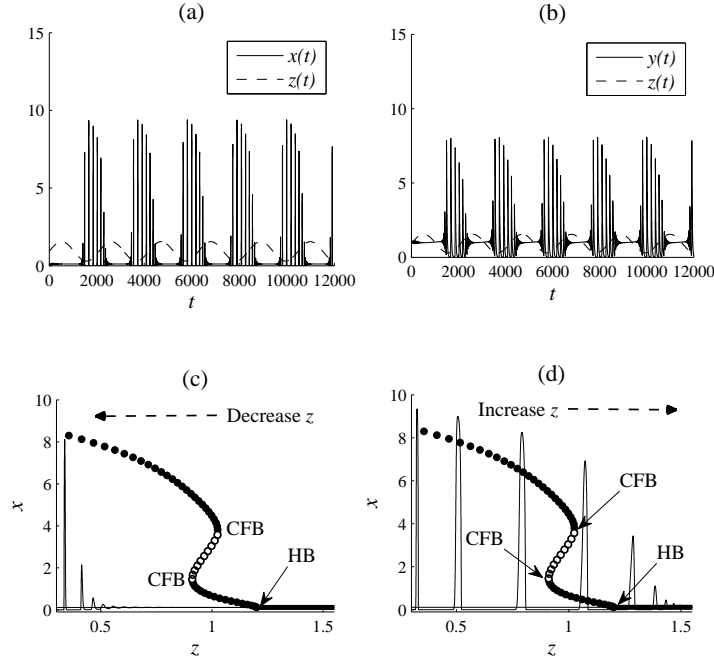 (a)
15
10
5
0
x(t)
z(t)
0 2000 4000 6000 8000 10000 12000
t
(b)
15
10
5
0
y(t)
z(t)
0 2000 4000 6000 8000 10000 12000
t
(c)
10
8
6
4
2
0
x
Decrease z
CFB
CFB
HB
0.5 1 1.5
z
(d)
10
8
6
4
2
0
x
Increase z
CFB
CFB
HB
0.5 1 1.5
z